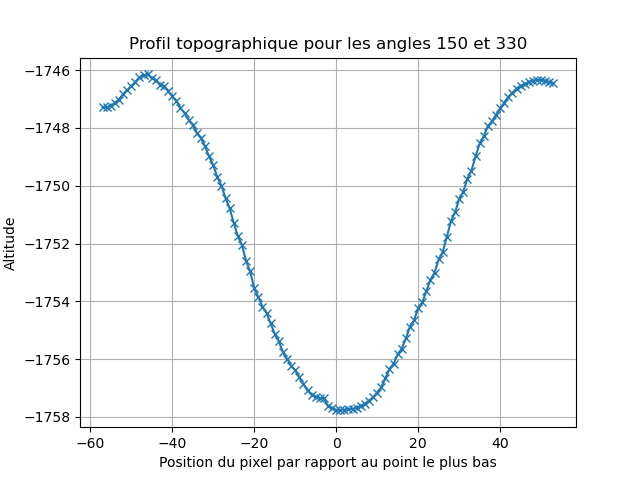 Profil topographique pour les angles 150 et 330
−1746
−1748
−1750
−1752
−1754
−1756
−1758
Altitude
−60 −40 −20 0 20 40
Position du pixel par rapport au point le plus bas